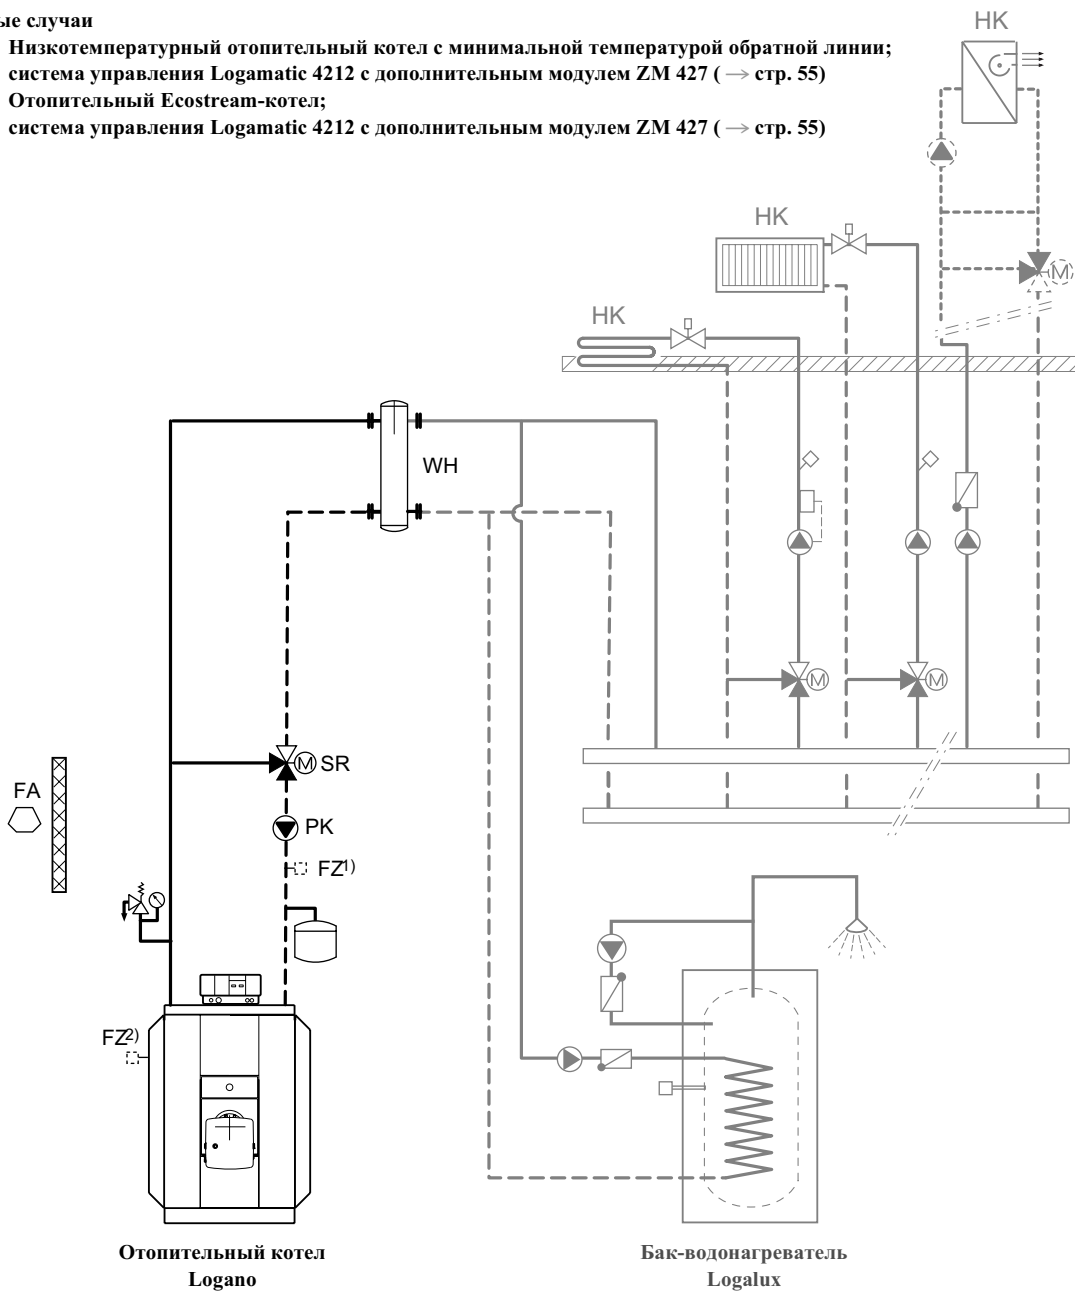 ые случаи
Низкотемпературный отопительный котел с минимальной температурой обратной линии;
система управления Logamatic 4212 с дополнительным модулем ZM 427 ( → стр. 55)
Отопительный Ecostream-котел;
система управления Logamatic 4212 с дополнительным модулем ZM 427 ( → стр. 55)
HK
HK
HK
M
WH
M
M
M SR
FA
PK
FZ1)
FZ2)
Отопительный котел
Logano
Бак-водонагреватель
Logalux